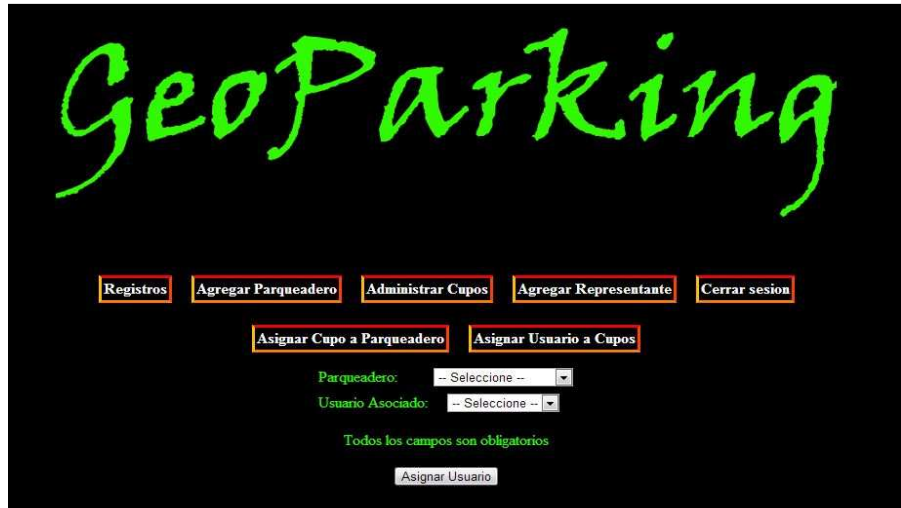 GeoParking
Registros Agregar Parqueadero Administrar Cupos Agregar Representante Cerrar sesion
Asignar Cupo a Parqueadero Asignar Usuario a Cupos
Parqueadero: -- Seleccione --
Usuario Asociado: -- Seleccione --
Todos los campos son obligatorios
Asignar Usuario